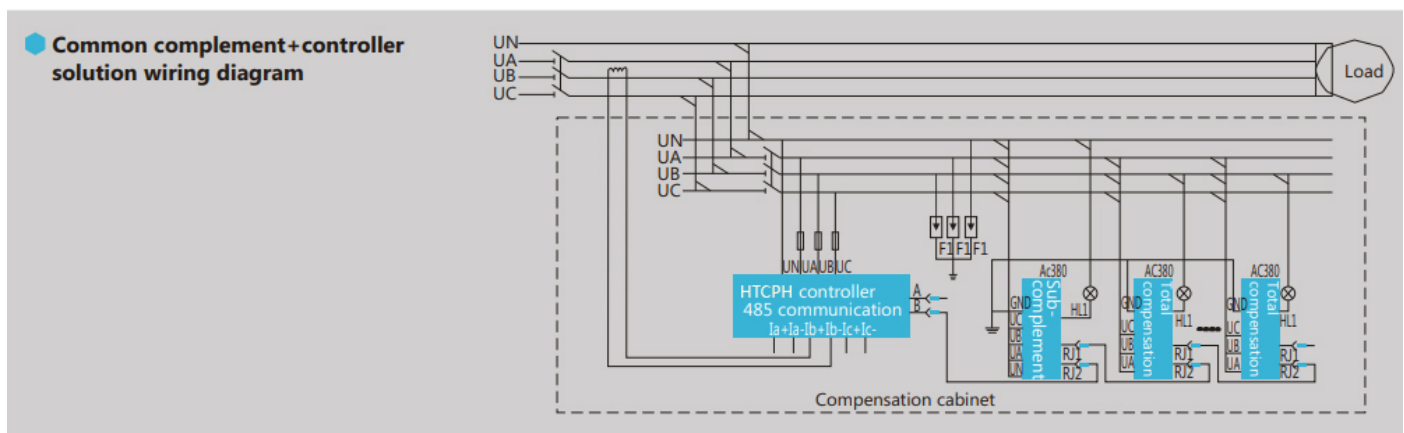 Common complement+controller
solution wiring diagram
UN
UA
UB
UC
Load
UN
UA
UB
UC
F1 F1 F1
UN UA UB UC
HTCPH controller
485 communication
Ia+Ia-Ib+Ib-Ic+Ic-
A
B
Ac380
GND
UC
UB
UA
UN
Sub-
complement
HL1
RJ1
RJ2
AC380
GND
UC
UB
UA
Total
compensation
HL1
RJ1
RJ2
AC380
GND
UC
UB
UA
Total
compensation
HL1
RJ1
RJ2
Compensation cabinet